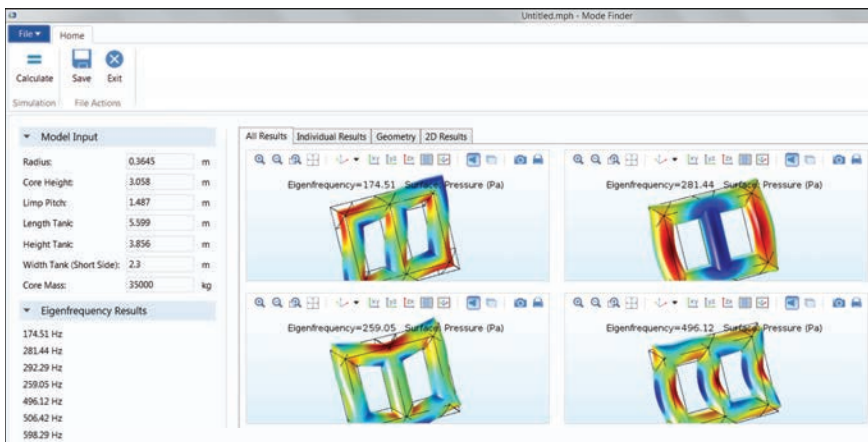 Untitled.mph - Mode Finder
File Home
Calculate Save Exit
Simulation File Actions
Model Input
Radius: 0.3645 m
Core Height: 3.058 m
Limp Pitch: 1.487 m
Length Tank: 5.599 m
Height Tank: 3.856 m
Width Tank (Short Side): 2.3 m
Core Mass: 35000 kg
Eigenfrequency Results
174.51 Hz
281.44 Hz
292.29 Hz
259.05 Hz
496.12 Hz
506.42 Hz
598.29 Hz
All Results Individual Results Geometry 2D Results
Eigenfrequency=174.51 Surface: Pressure (Pa)
Eigenfrequency=281.44 Surface: Pressure (Pa)
Eigenfrequency=259.05 Surface: Pressure (Pa)
Eigenfrequency=496.12 Surface: Pressure (Pa)